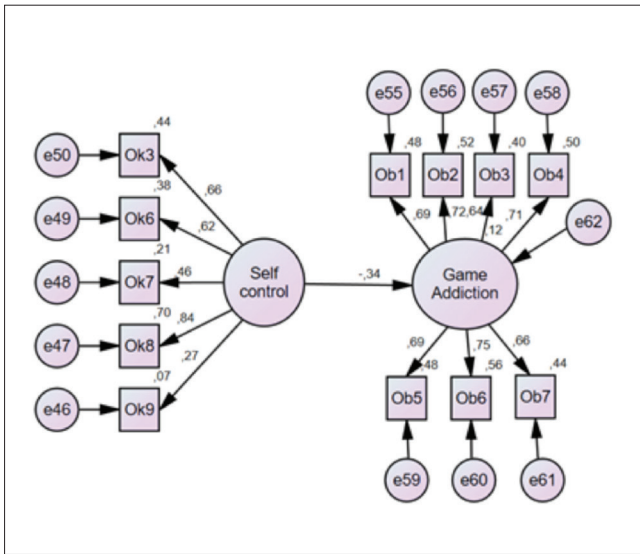 e55
e56
e57
e58
,48
,52
,40
,50
Ob1
Ob2
Ob3
Ob4
,69
,72
,64
,71
,12
e62
,44
e50
Ok3
,66
,38
e49
Ok6
,62
,21
e48
Ok7
,46
,70
,84
e47
Ok8
,27
,07
e46
Ok9
Self
control
-,34
Game
Addiction
,69
,75
,66
,48
,56
,44
Ob5
Ob6
Ob7
e59
e60
e61